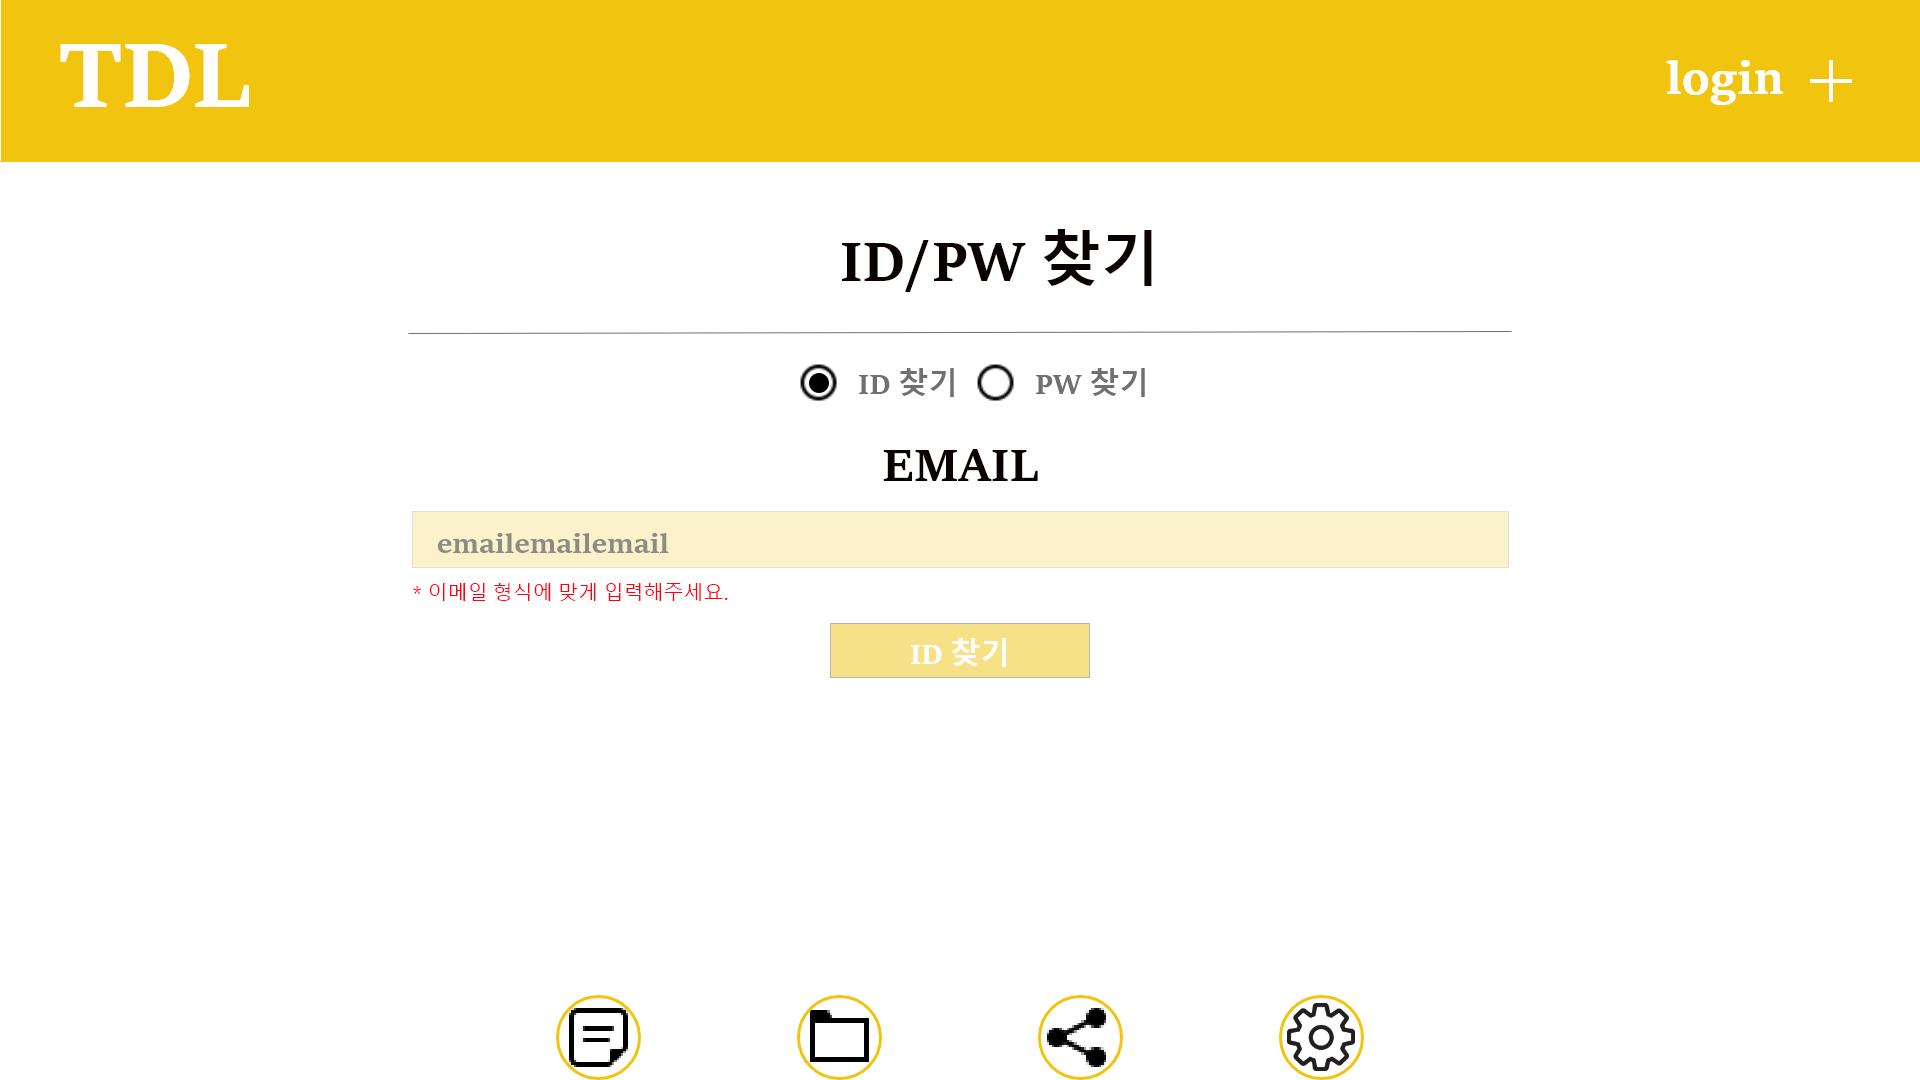 TDL
login
ID/PW 찾기
ID 찾기 PW 찾기
EMAIL
emailemailemail
* 이메일 형식에 맞게 입력해주세요.
ID 찾기